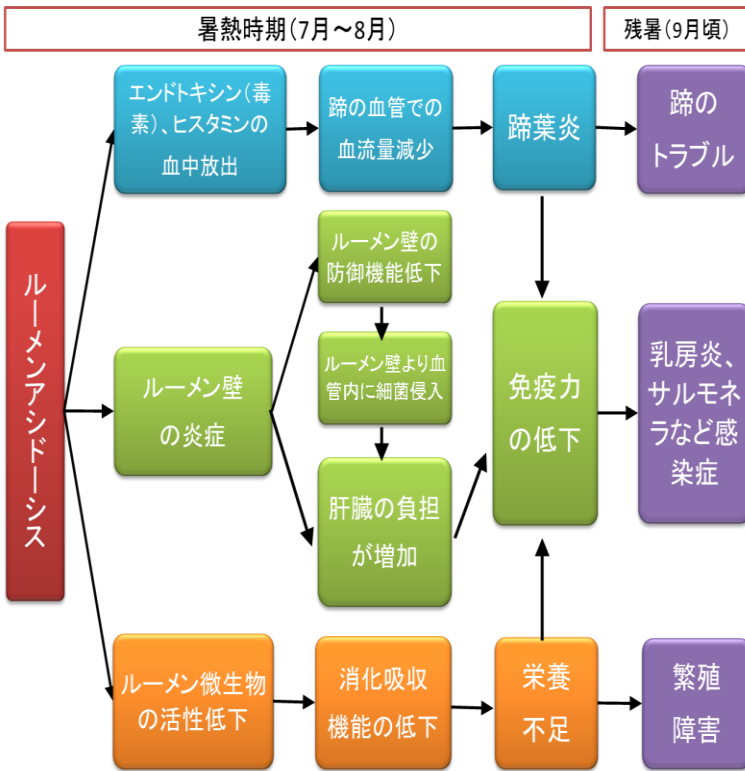 暑熱時期（7月～8月）
残暑（9月頃）
エンドトキシン（毒
素）、ヒスタミンの
血中放出
蹄の血管での
血流量減少
蹄葉炎
蹄の
トラブル
ルーメンアシドーシス
ルーメン壁
の炎症
ルーメン壁の
防御機能低下
ルーメン壁より血
管内に細菌侵入
肝臓の負担
が増加
免疫力
の低下
乳房炎、
サルモネ
ラなど感
染症
ルーメン微生物
の活性低下
消化吸収
機能の低下
栄養
不足
繁殖
障害